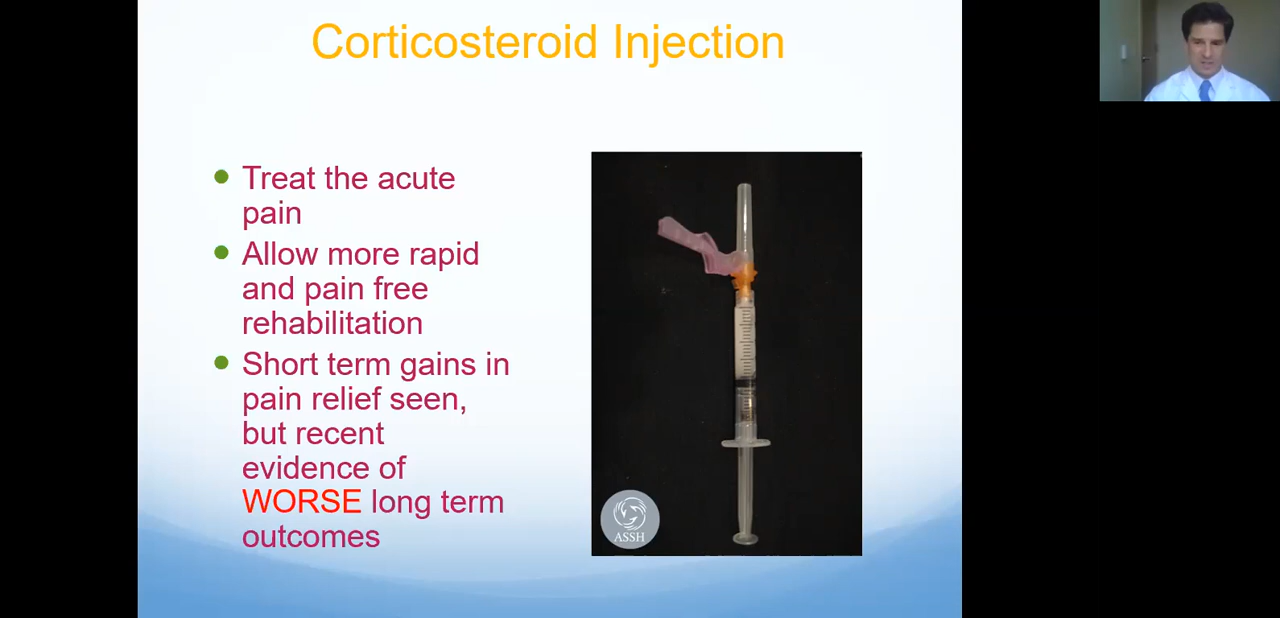 Corticosteroid Injection
Treat the acute
pain
Allow more rapid
and pain free
rehabilitation
Short term gains in
pain relief seen,
but recent
evidence of
WORSE long term
outcomes
ASSH